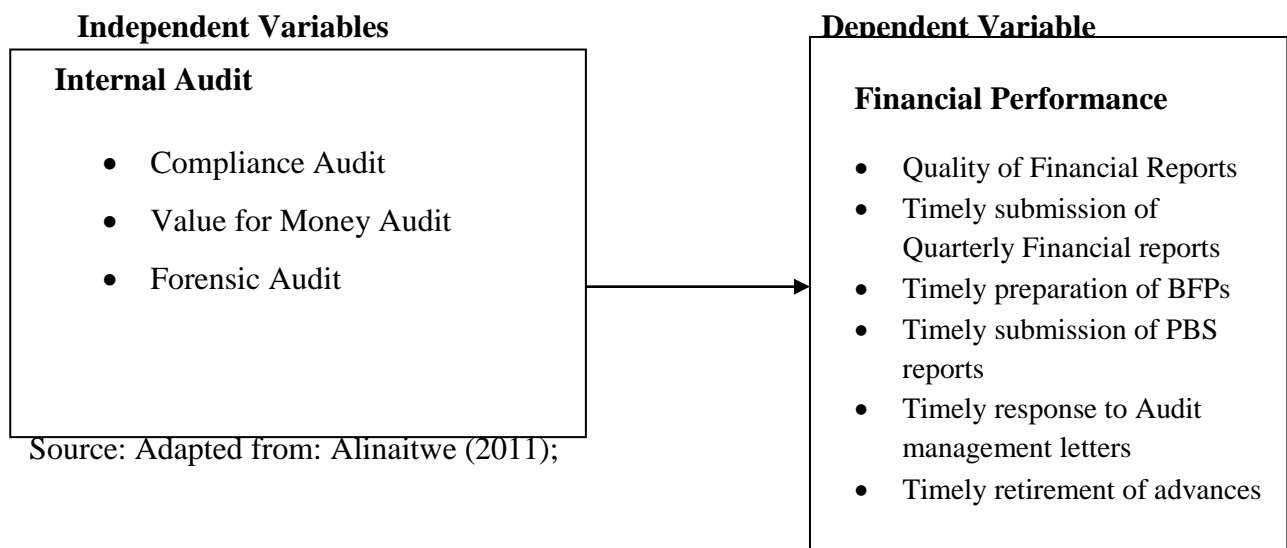 Independent Variables
Internal Audit
• Compliance Audit
• Value for Money Audit
• Forensic Audit
Source: Adapted from: Alinaitwe (2011);
Dependent Variable
Financial Performance
• Quality of Financial Reports
• Timely submission of
Quarterly Financial reports
• Timely preparation of BFPs
• Timely submission of PBS
reports
• Timely response to Audit
management letters
• Timely retirement of advances